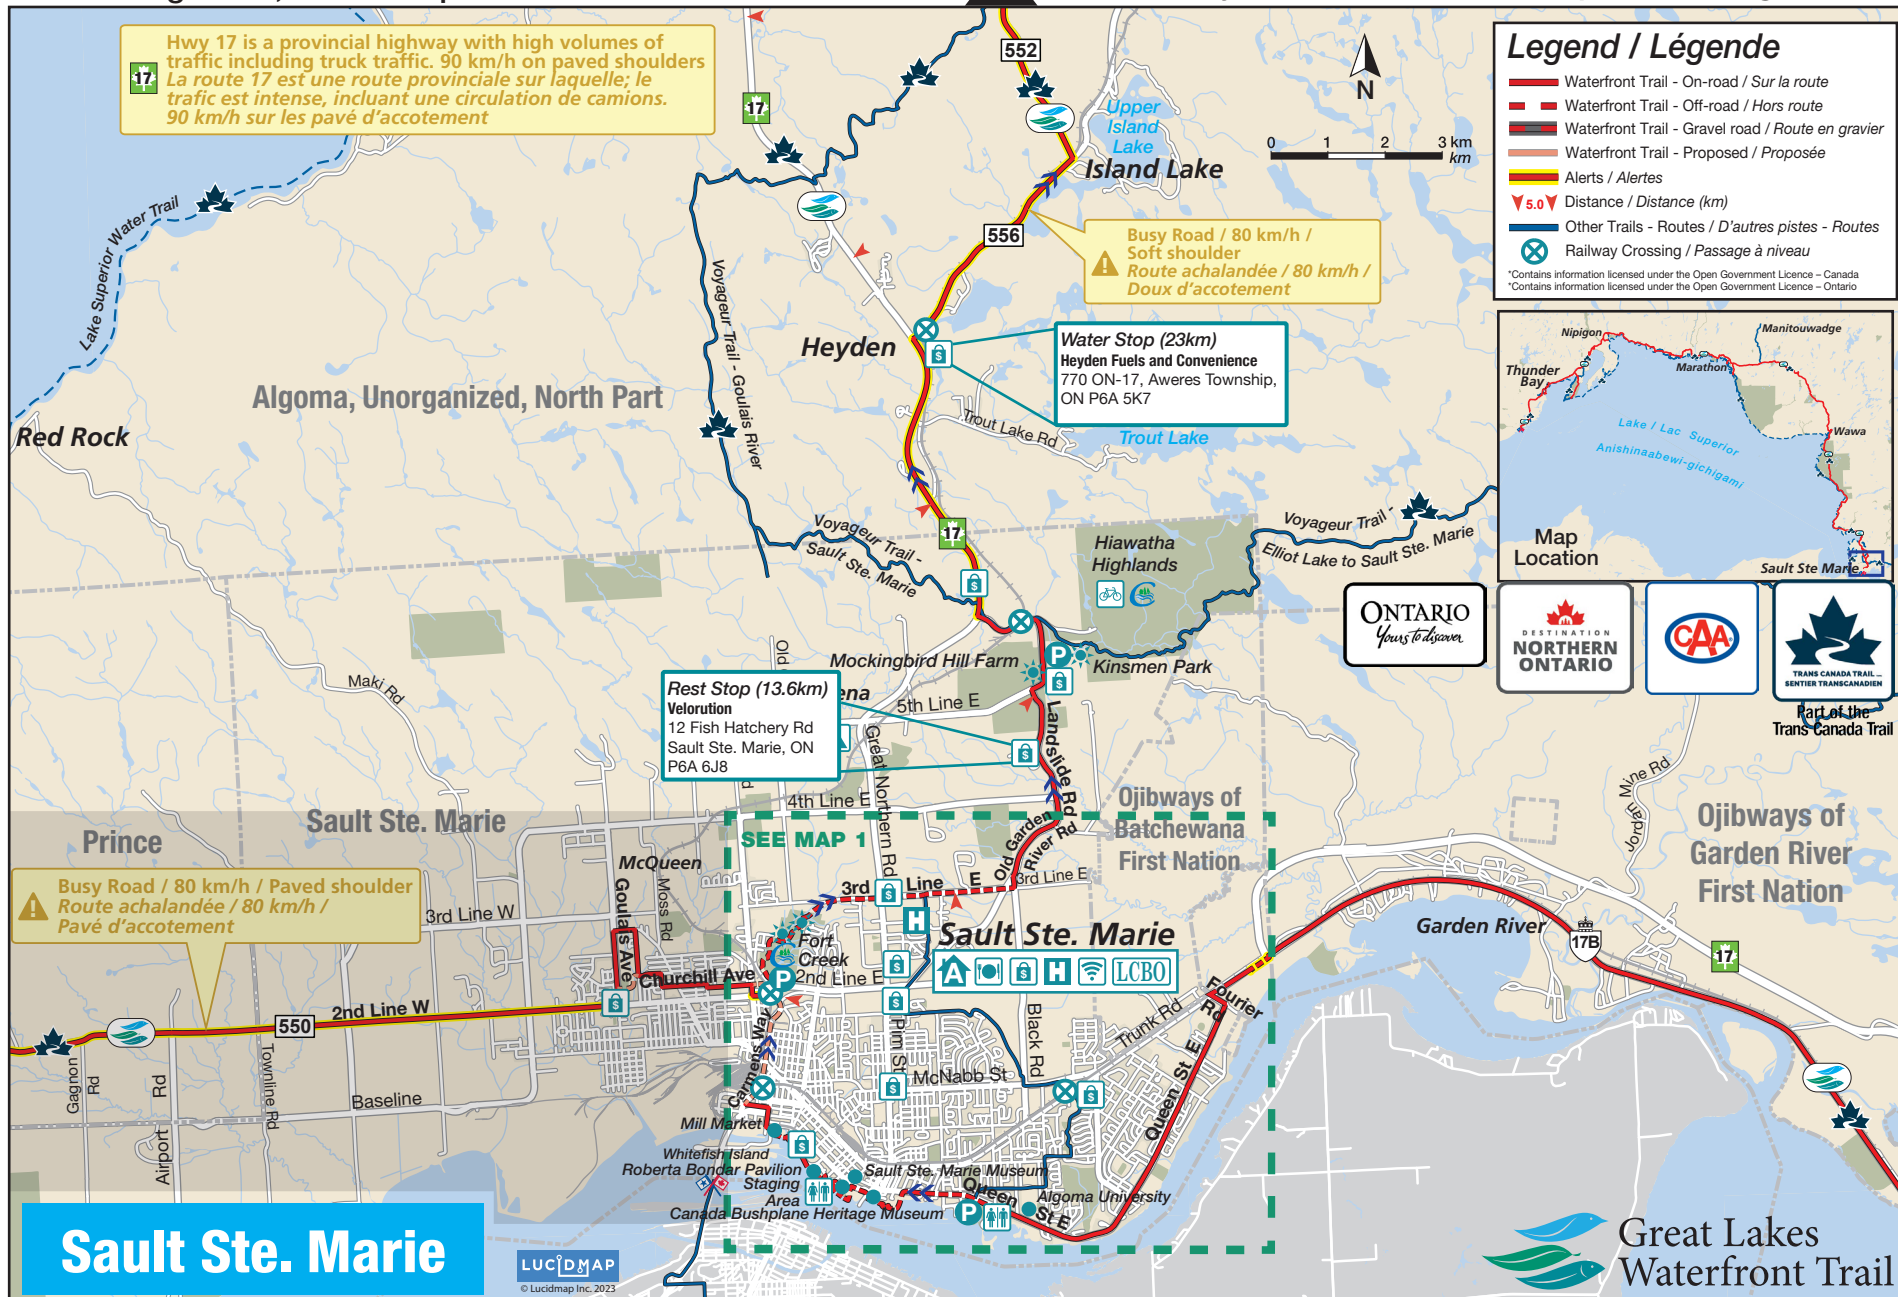 Hwy 17 is a provincial highway with high volumes of
traffic including truck traffic. 90 km/h on paved shoulders
La route 17 est une route provinciale sur laquelle; le
trafic est intense, incluant une circulation de camions.
90 km/h sur les pavé d'accotement
17
17
552
N
0 1 2 3 km
km
Legend / Légende
Waterfront Trail - On-road / Sur la route
Waterfront Trail - Off-road / Hors route
Waterfront Trail - Gravel road / Route en gravier
Waterfront Trail - Proposed / Proposée
Alerts / Alertes
5.0 Distance / Distance (km)
Other Trails - Routes / D'autres pistes - Routes
Railway Crossing / Passage à niveau
*Contains information licensed under the Open Government Licence – Canada
*Contains information licensed under the Open Government Licence – Ontario
Upper
Island
Lake
Island Lake
556
Busy Road / 80 km/h /
Soft shoulder
Route achalandée / 80 km/h /
Doux d'accotement
Lake Superior Water Trail
Voyageur Trail - Goulais River
Heyden
Water Stop (23km)
Heyden Fuels and Convenience
770 ON-17, Aweres Township,
ON P6A 5K7
Trout Lake Rd
Trout Lake
Algoma, Unorganized, North Part
Red Rock
Nipigon
Manitouwadge
Thunder
Bay
Marathon
Wawa
Lake / Lac Superior
Anishinaabewi-gichigami
Map
Location
Sault Ste Marie
Voyageur Trail -
Sault Ste. Marie
17
Hiawatha
Highlands
Voyageur Trail -
Elliot Lake to Sault Ste. Marie
ONTARIO
Yours to discover
DESTINATION
NORTHERN
ONTARIO
CAA
TRANS CANADA TRAIL
SENTIER TRANSCANADIEN
Part of the
Trans Canada Trail
Mockingbird Hill Farm
P
Kinsmen Park
Maki Rd
Rest Stop (13.6km)
Velorution
12 Fish Hatchery Rd
Sault Ste. Marie, ON
P6A 6J8
5th Line E
Landslide Rd
Great Northern Rd
4th Line E
Jordan Mine Rd
Ojibways of
Batchewana
First Nation
Ojibways of
Garden River
First Nation
Prince
Sault Ste. Marie
SEE MAP 1
Old Garden
River Rd
McQueen
Goulais Ave
Moss Rd
3rd Line E
3rd Line E
Busy Road / 80 km/h / Paved shoulder
Route achalandée / 80 km/h /
Pavé d'accotement
3rd Line W
H
Sault Ste. Marie
A H LCBO
Fort
Creek
P
2nd Line E
Churchill Ave
Garden River
17B
17
Fourier
Rd
Trunk Rd
2nd Line W
550
Carmens Way
Pim St
Black Rd
McNabb St
Queen St E
Gagnon
Rd
Airport
Rd
Townline Rd
Baseline
Mill Market
Whitefish Island
Roberta Bondar Pavilion
Staging
Area
Sault Ste. Marie Museum
Canada Bushplane Heritage Museum
Queen
St E
P
Algoma University
Sault Ste. Marie
LUCIDMAP
© Lucidmap Inc. 2023
Great Lakes
Waterfront Trail